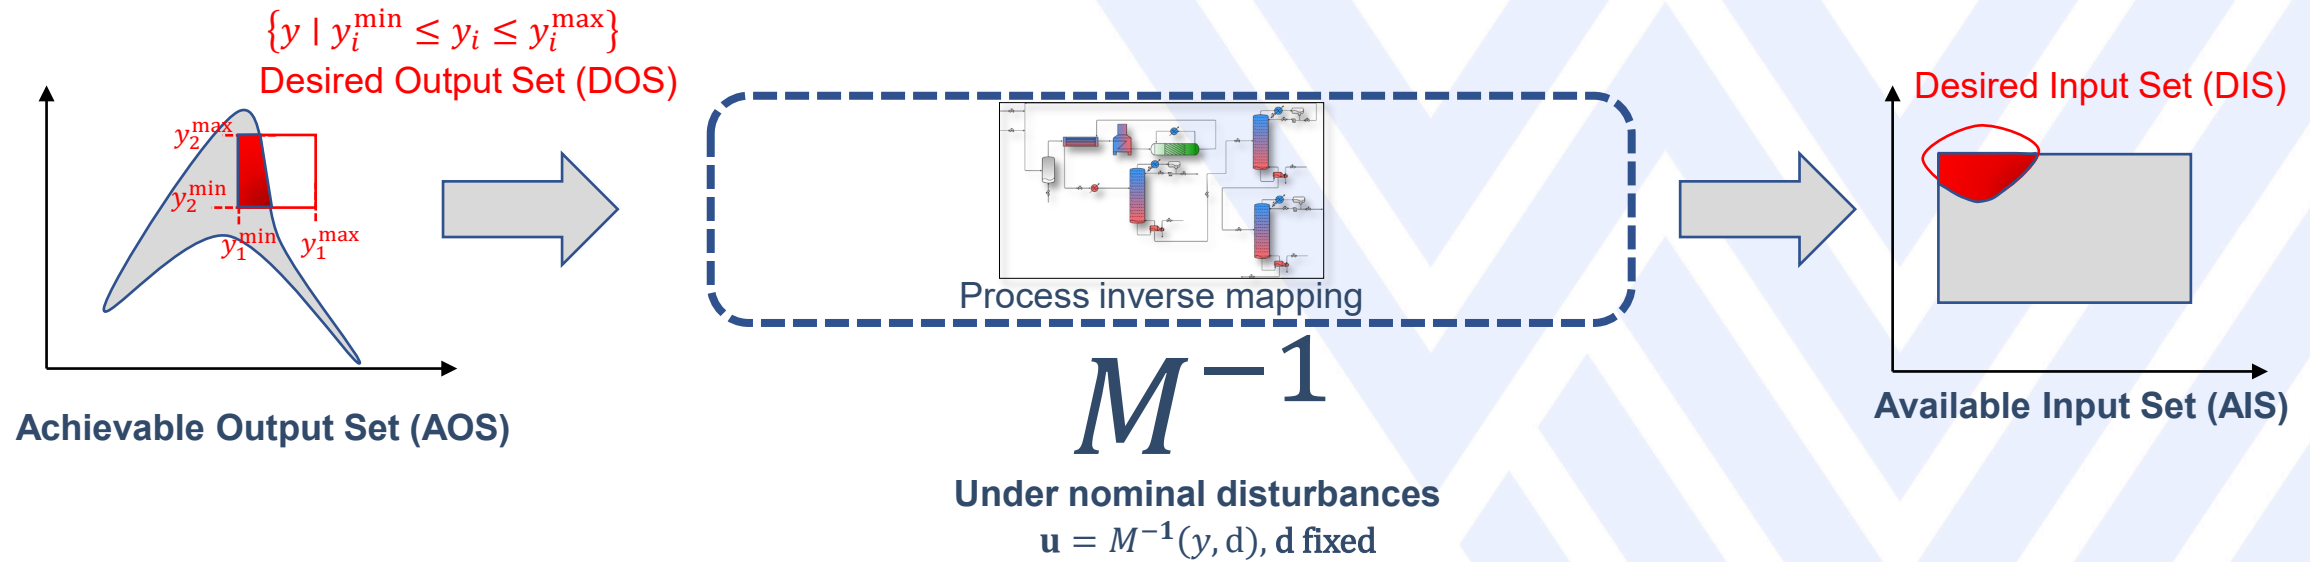 {y | y_i^min ≤ y_i ≤ y_i^max}
Desired Output Set (DOS)
y_2^max
y_2^min
y_1^min y_1^max
Achievable Output Set (AOS)
Process inverse mapping
M^−1
Under nominal disturbances
u = M^−1(y, d), d fixed
Desired Input Set (DIS)
Available Input Set (AIS)